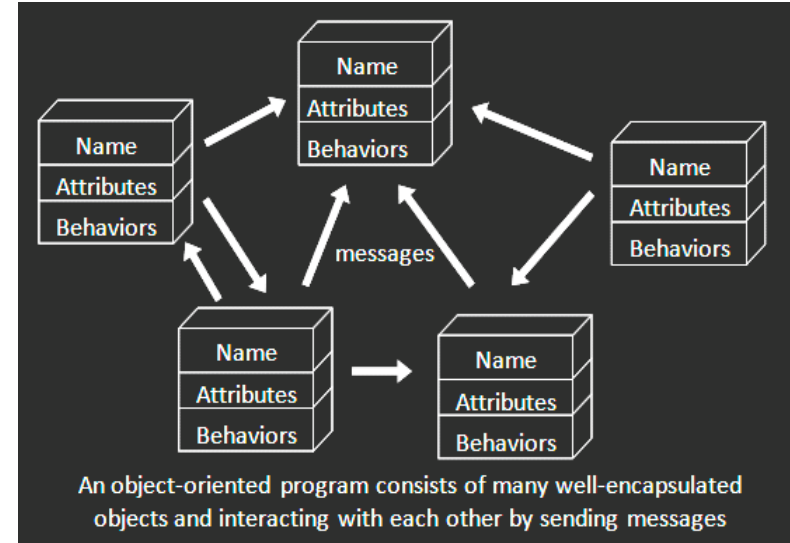 Name
Attributes
Behaviors
Name
Attributes
Behaviors
Name
Attributes
Behaviors
messages
Name
Attributes
Behaviors
Name
Attributes
Behaviors
An object-oriented program consists of many well-encapsulated
objects and interacting with each other by sending messages